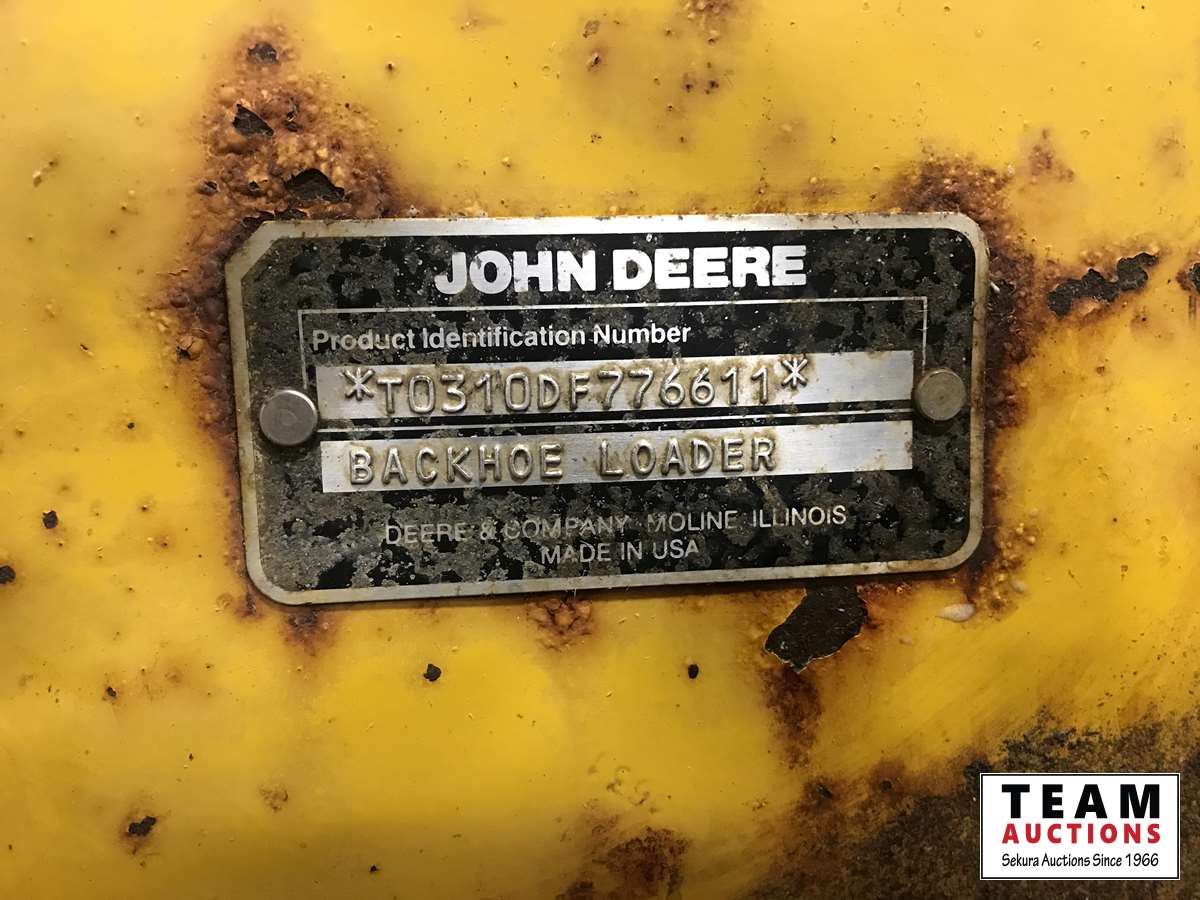 JOHN DEERE
Product Identification Number
*T0310DF776611*
BACKHOE LOADER
DEERE & COMPANY MOLINE ILLINOIS
MADE IN USA
TEAM
AUCTIONS
Sekura Auctions Since 1966